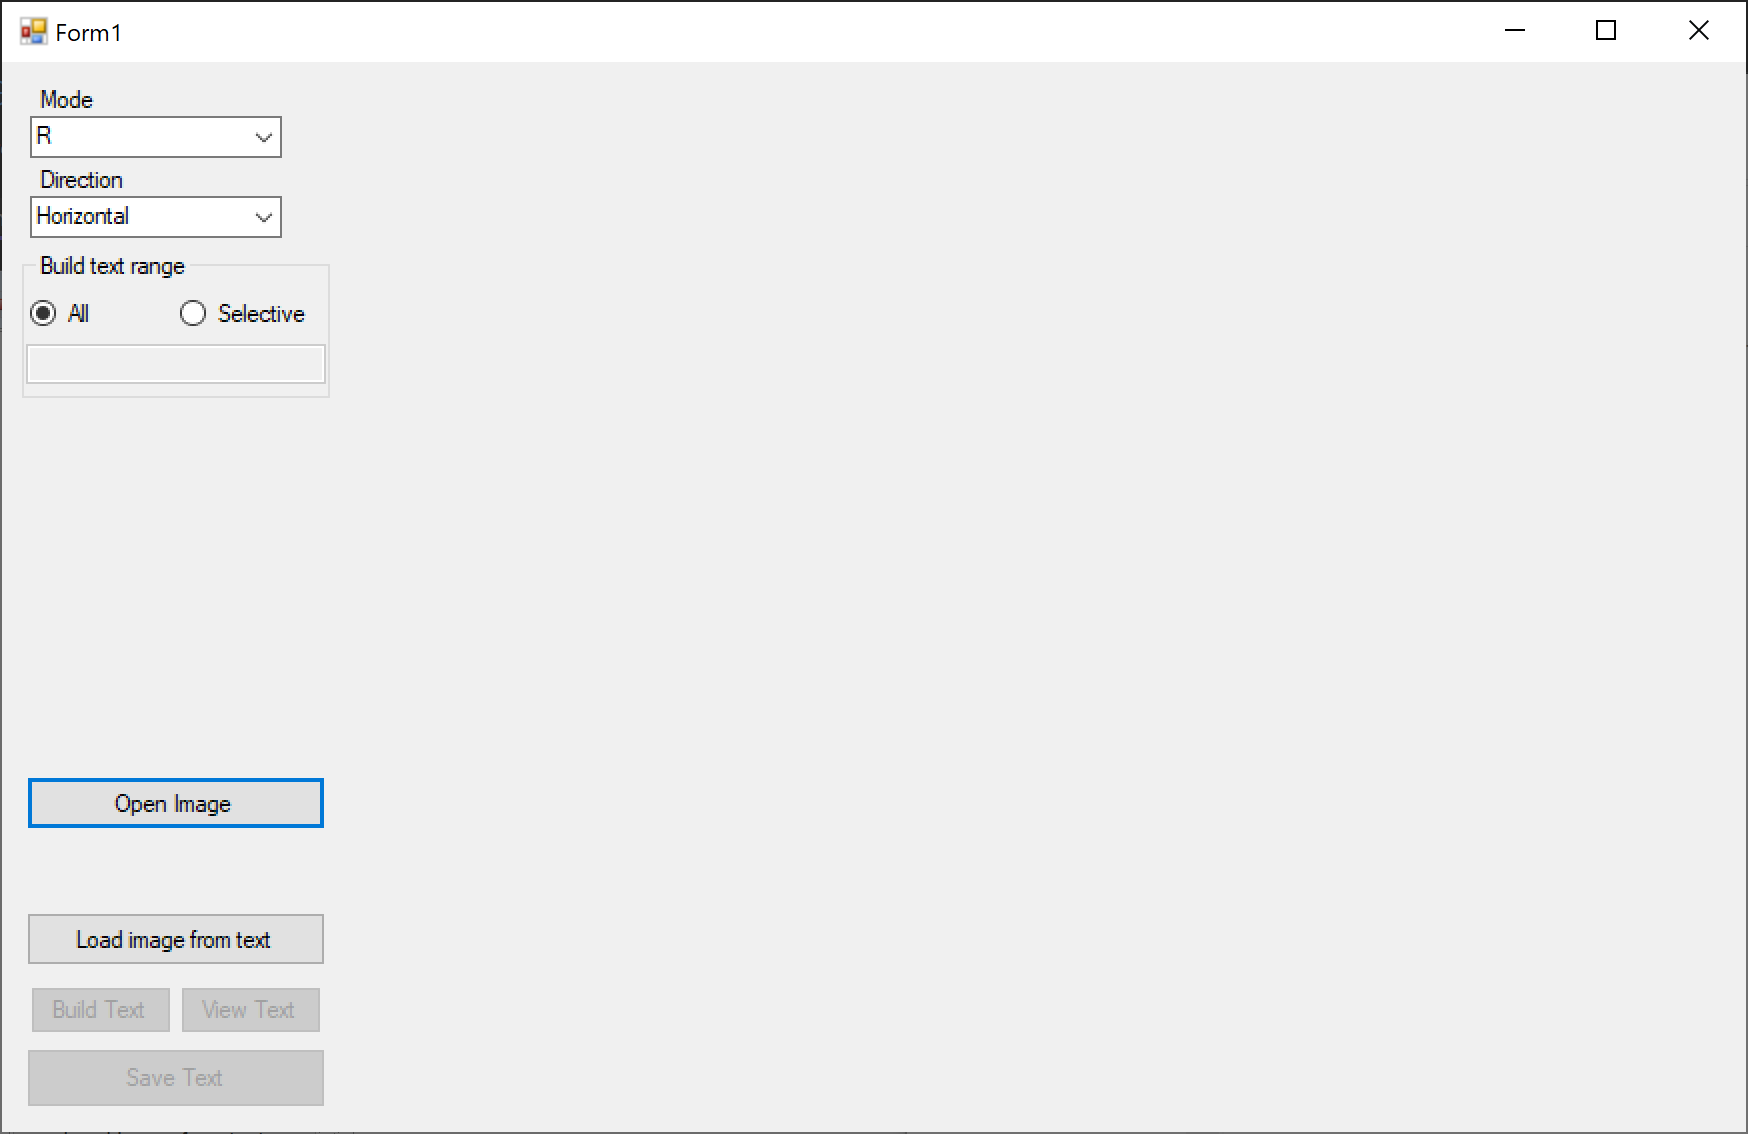 Form1
Mode
R
Direction
Horizontal
Build text range
All Selective
Open Image
Load image from text
Build Text View Text
Save Text